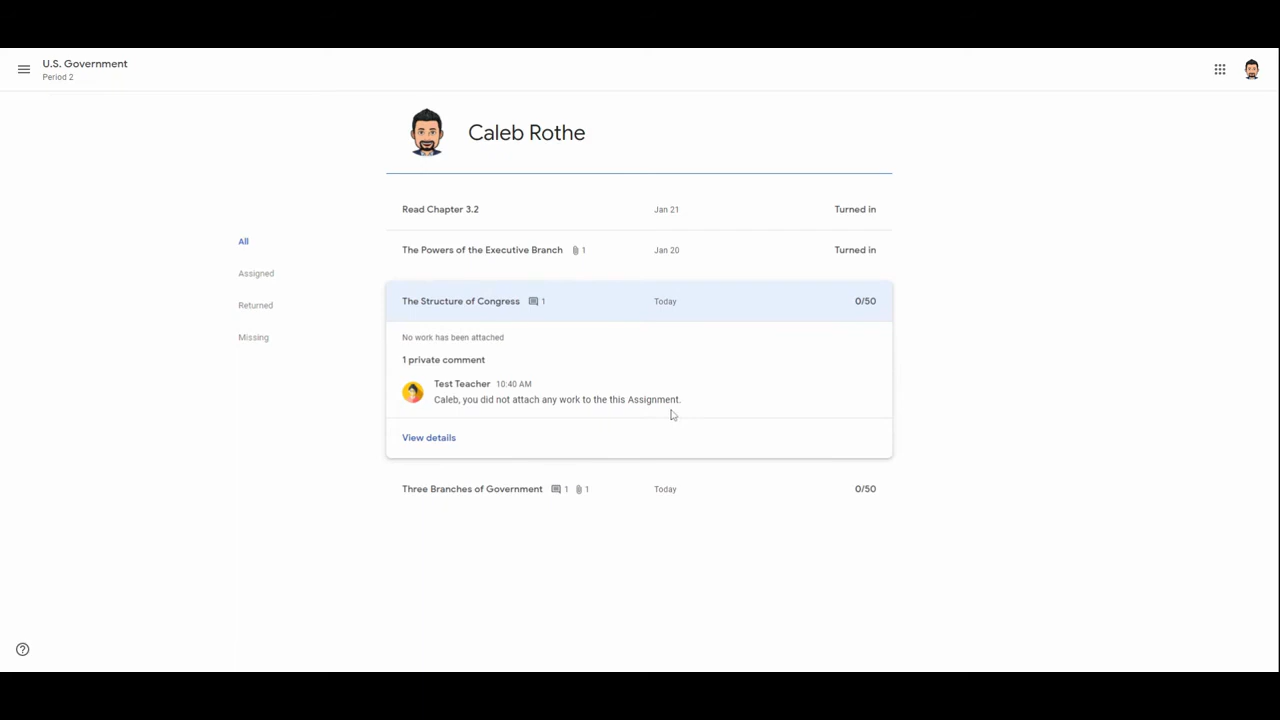 U.S. Government
Period 2
Caleb Rothe
Read Chapter 3.2 Jan 21 Turned in
All
The Powers of the Executive Branch 1 Jan 20 Turned in
Assigned
The Structure of Congress 1 Today 0/50
Returned
Missing
No work has been attached
1 private comment
Test Teacher 10:40 AM
Caleb, you did not attach any work to the this Assignment.
View details
Three Branches of Government 1 1 Today 0/50